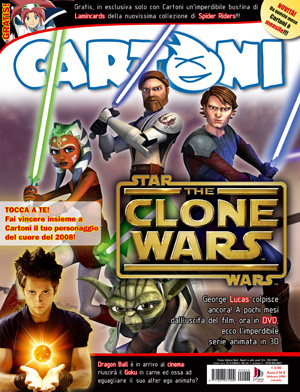 GRATIS!
Gratis, in esclusiva solo con Cartoni un'imperdibile bustina di
Lamincards della nuovissima collezione di Spider Riders!!!
NOVITÀ!
Cartoni è
mensile!!!
CARTONI
STAR
THE
CLONE
WARS
WARS
TOCCA A TE!
Fai vincere insieme a
Cartoni il tuo personaggio
del cuore del 2008!
George Lucas colpisce
ancora! A pochi mesi
dall'uscita del film, ora in
DVD, ecco l'imperdibile
serie animata in 3D
Dragon Ball è in arrivo al cinema
riuscirà il Goku in carne ed ossa ad
eguagliare il suo alter ego animato?